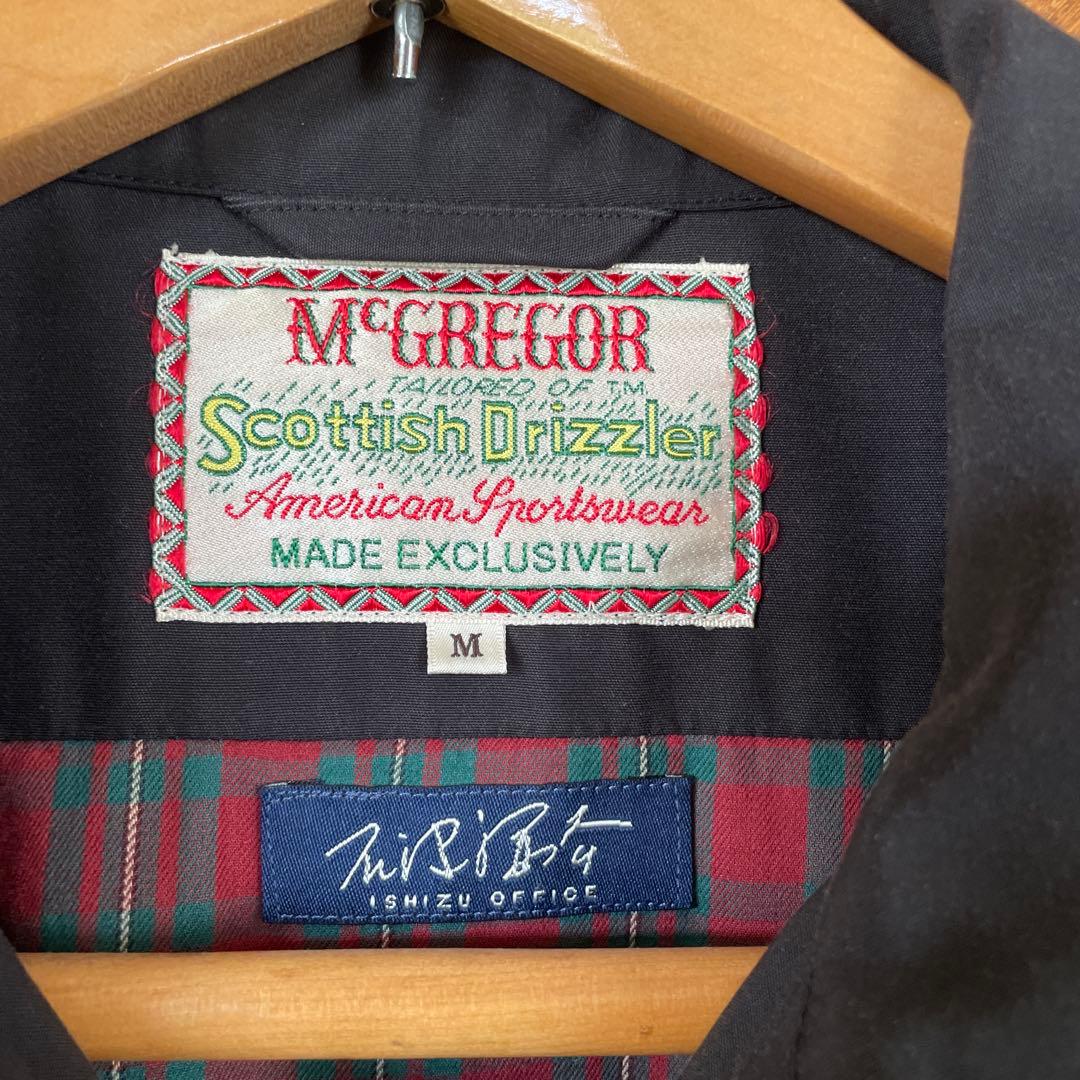 McGREGOR
TAILORED OF TM
Scottish Drizzler
American Sportswear
MADE EXCLUSIVELY
M
ISHIZU OFFICE